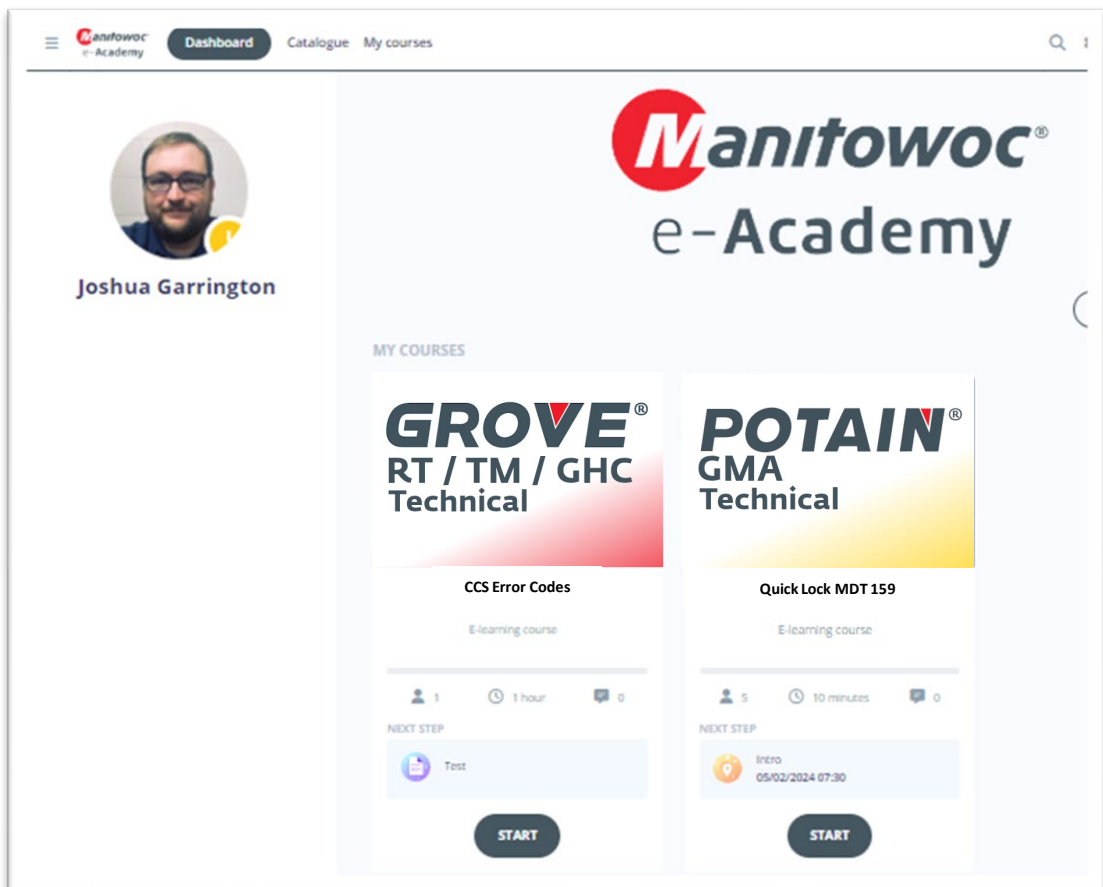 Manitowoc
e-Academy
Dashboard
Catalogue
My courses
Manitowoc®
e-Academy
Joshua Garrington
MY COURSES
GROVE®
RT / TM / GHC
Technical
CCS Error Codes
E-learning course
1
1 hour
0
NEXT STEP
Test
START
POTAIN®
GMA
Technical
Quick Lock MDT 159
E-learning course
5
10 minutes
0
NEXT STEP
Intro
05/02/2024 07:30
START